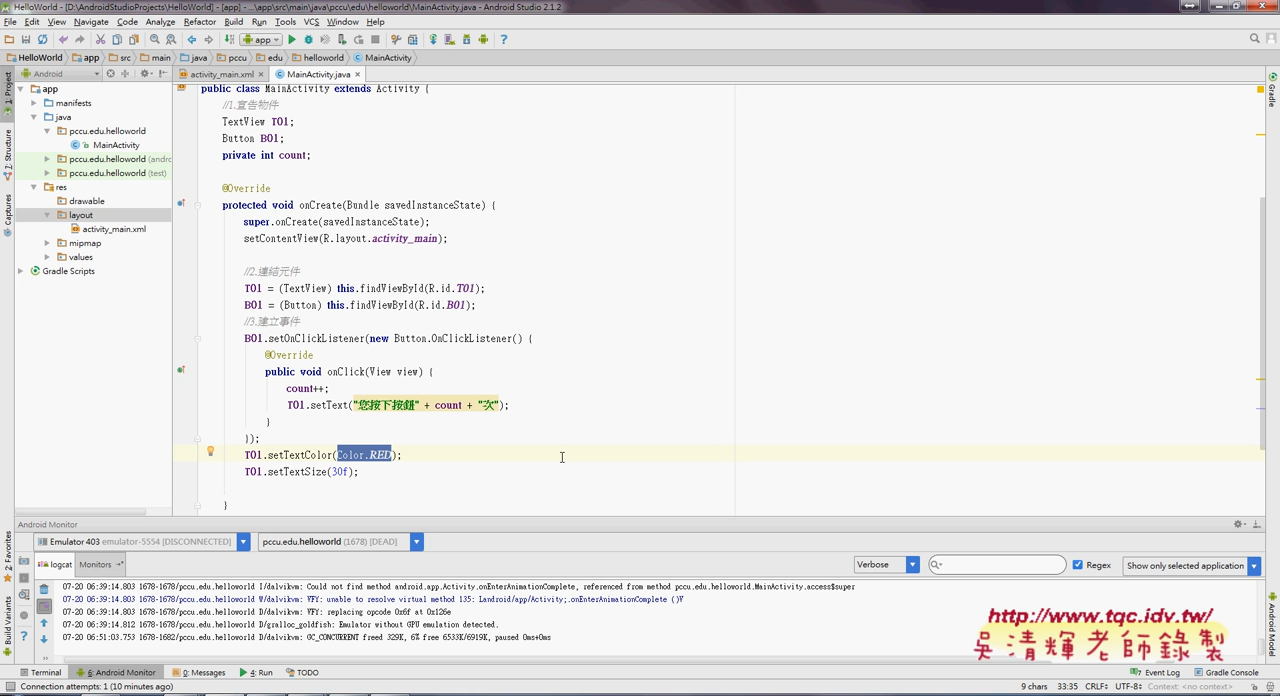 HelloWorld - [D:\AndroidStudioProjects\HelloWorld] - [app] - ...\app\src\main\java\pccu\edu\helloworld\MainActivity.java - Android Studio 2.1.2
File Edit View Navigate Code Analyze Refactor Build Run Tools VCS Window Help
app
HelloWorld app src main java pccu edu helloworld MainActivity
1: Project
7: Structure
Captures
2: Favorites
Build Variants
Android
app
manifests
java
pccu.edu.helloworld
MainActivity
pccu.edu.helloworld (andro
pccu.edu.helloworld (test)
res
drawable
layout
activity_main.xml
mipmap
values
Gradle Scripts
activity_main.xml MainActivity.java
public class MainActivity extends Activity {
//1.宣告物件
TextView T01;
Button B01;
private int count;
@Override
protected void onCreate(Bundle savedInstanceState) {
super.onCreate(savedInstanceState);
setContentView(R.layout.activity_main);
//2.連結元件
T01 = (TextView) this.findViewById(R.id.T01);
B01 = (Button) this.findViewById(R.id.B01);
//3.建立事件
B01.setOnClickListener(new Button.OnClickListener() {
@Override
public void onClick(View view) {
count++;
T01.setText("您按下按鈕" + count + "次");
}
});
T01.setTextColor(Color.RED);
T01.setTextSize(30f);
}
Gradle
Android Model
Android Monitor
Emulator 403 emulator-5554 [DISCONNECTED] pccu.edu.helloworld (1678) [DEAD]
logcat Monitors Verbose Regex Show only selected application
07-20 06:39:14.803 1678-1678/pccu.edu.helloworld I/dalvikvm: Could not find method android.app.Activity.onEnterAnimationComplete, referenced from method pccu.edu.helloworld.MainActivity.access$super
07-20 06:39:14.803 1678-1678/pccu.edu.helloworld W/dalvikvm: VFY: unable to resolve virtual method 135: Landroid/app/Activity;.onEnterAnimationComplete ()V
07-20 06:39:14.803 1678-1678/pccu.edu.helloworld D/dalvikvm: VFY: replacing opcode 0x6f at 0x126e
07-20 06:39:14.812 1678-1678/pccu.edu.helloworld D/gralloc_goldfish: Emulator without GPU emulation detected.
07-20 06:51:03.753 1678-1682/pccu.edu.helloworld D/dalvikvm: GC_CONCURRENT freed 329K, 6% free 6533K/6919K, paused 0ms+0ms
http://www.tqc.idv.tw/
吳清輝老師錄製
Terminal 6: Android Monitor 0: Messages 4: Run TODO Event Log Gradle Console
Connection attempts: 1 (10 minutes ago) 9 chars 33:35 CRLF÷ UTF-8÷ Context: <no context>